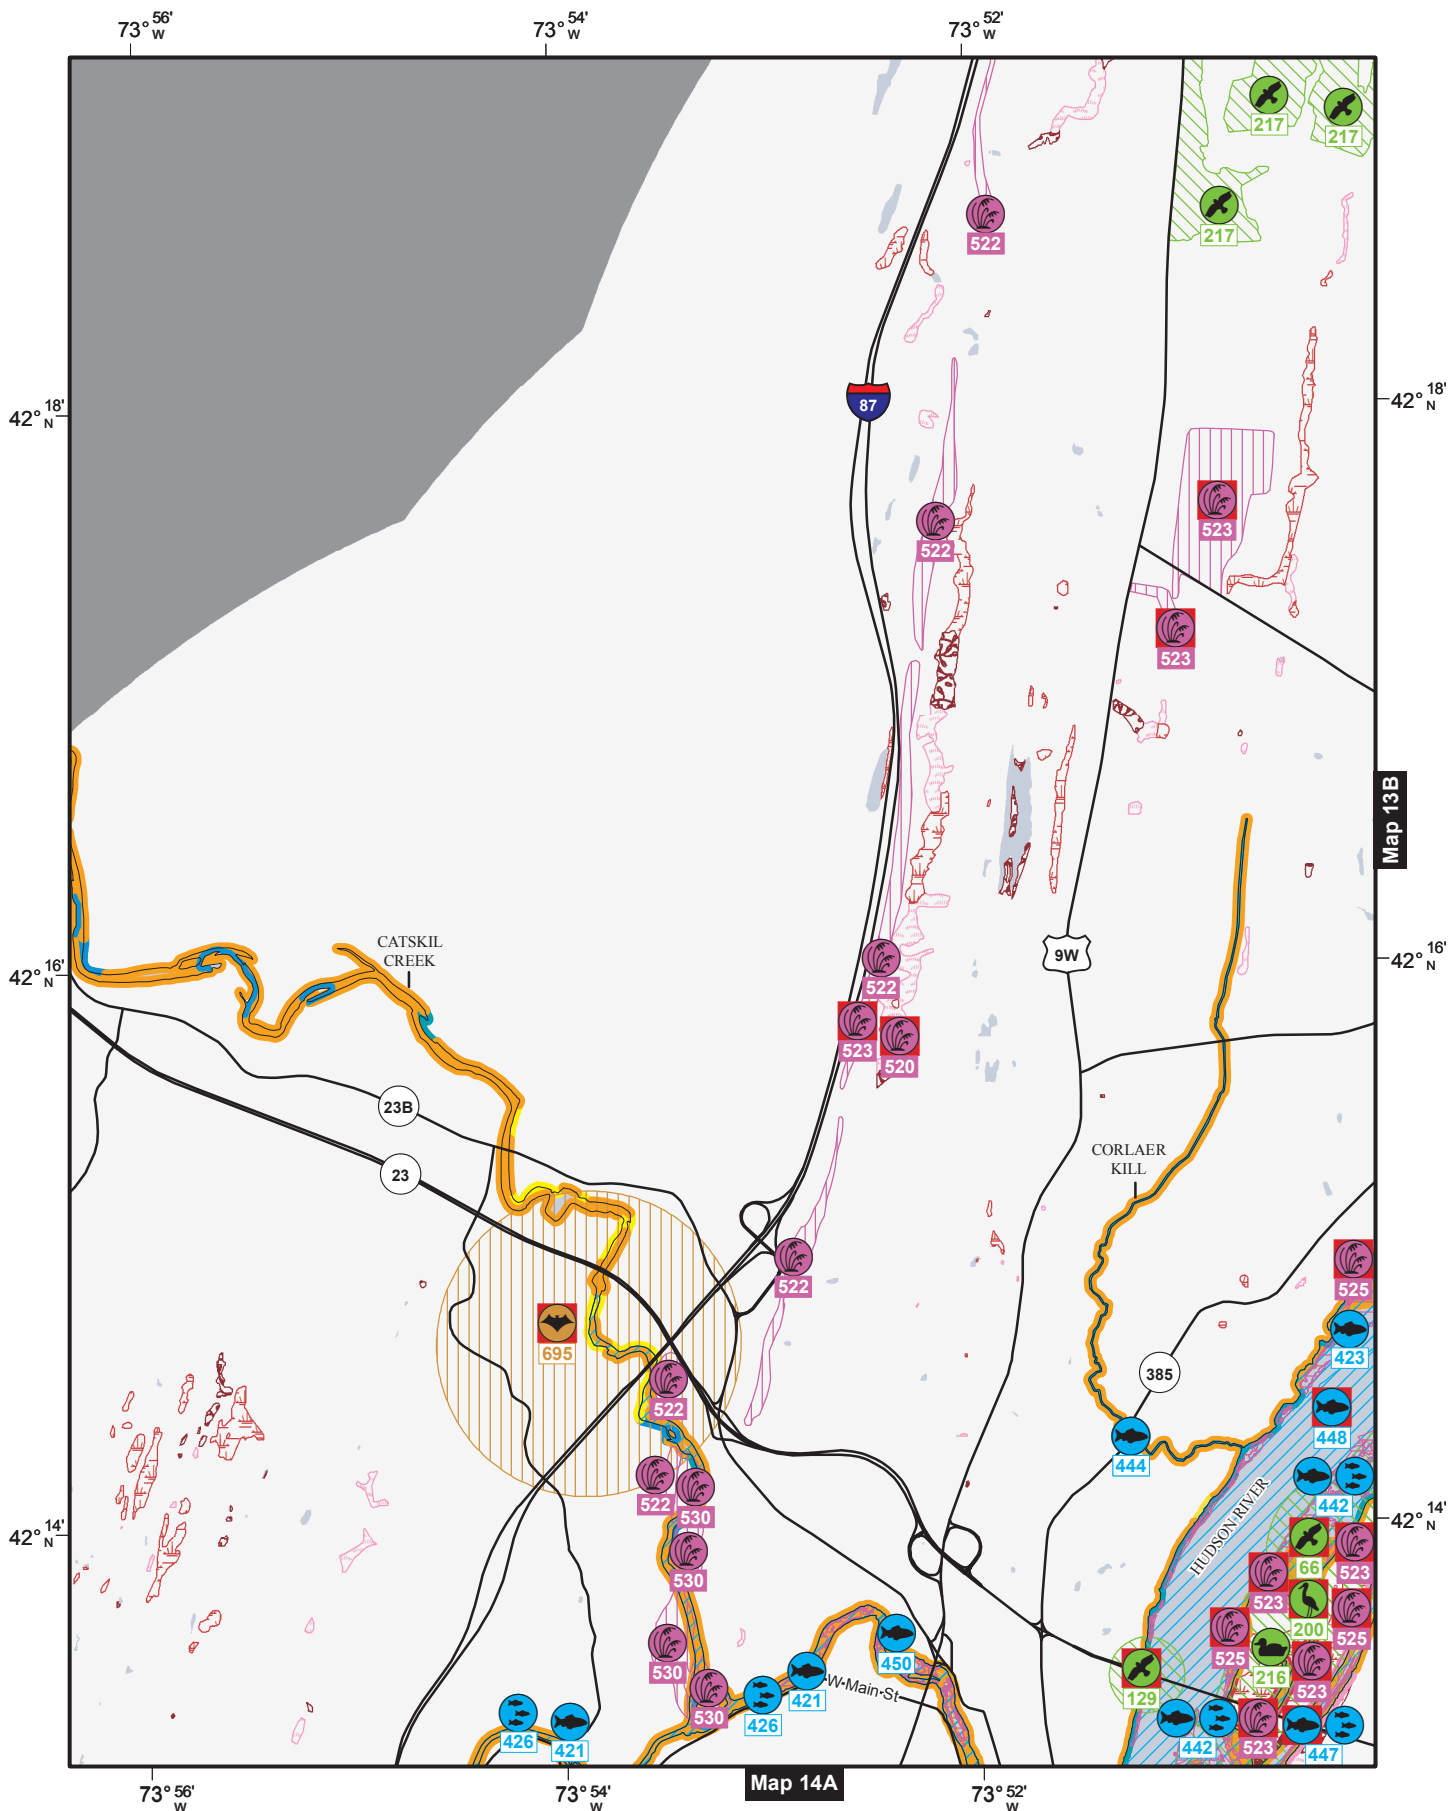 73° 56' W
73° 54' W
73° 52' W
217
217
217
522
42° 18' N
87
42° 18' N
523
522
523
Map 13B
CATSKIL
CREEK
9W
42° 16' N
42° 16' N
522
523
520
23B
23
CORLAER
KILL
522
525
695
423
385
522
448
444
442
522
530
HUDSON RIVER
42° 14' N
42° 14' N
66
523
530
523
200
525
450
525
216
530
523
421
129
W Main St
530
426
426
421
442
523
447
Map 14A
73° 56' W
73° 54' W
73° 52' W